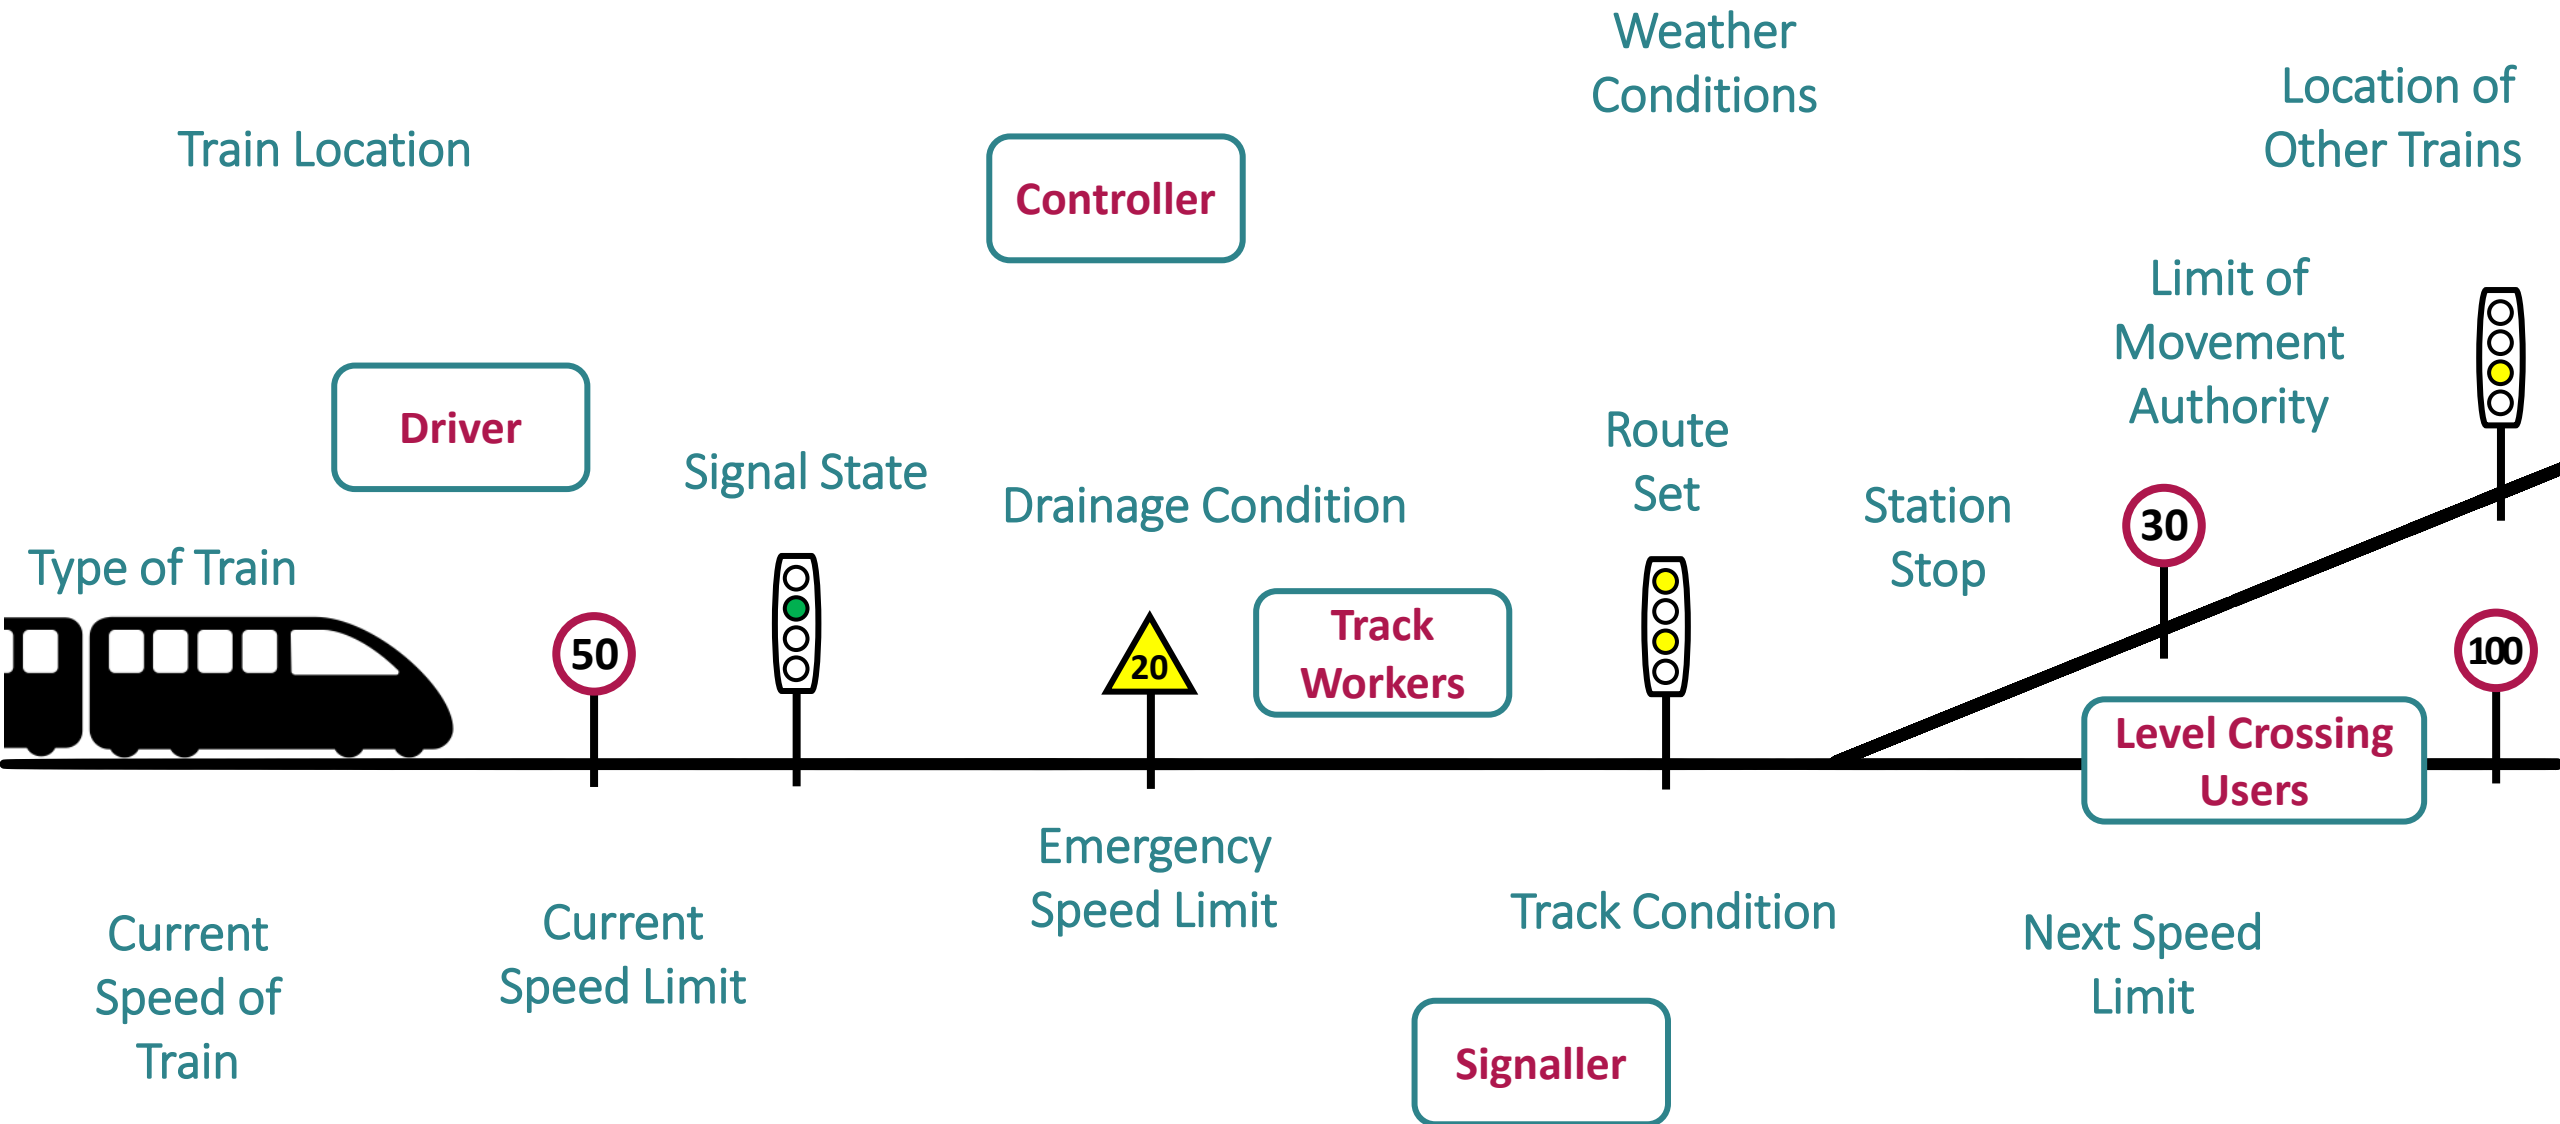 Weather
Conditions
Location of
Other Trains
Train Location
Controller
Limit of
Movement
Authority
Driver
Signal State
Drainage Condition
Route
Set
Station
Stop
30
Type of Train
50
20
Track
Workers
100
Level Crossing
Users
Emergency
Speed Limit
Current
Speed of
Train
Current
Speed Limit
Track Condition
Next Speed
Limit
Signaller